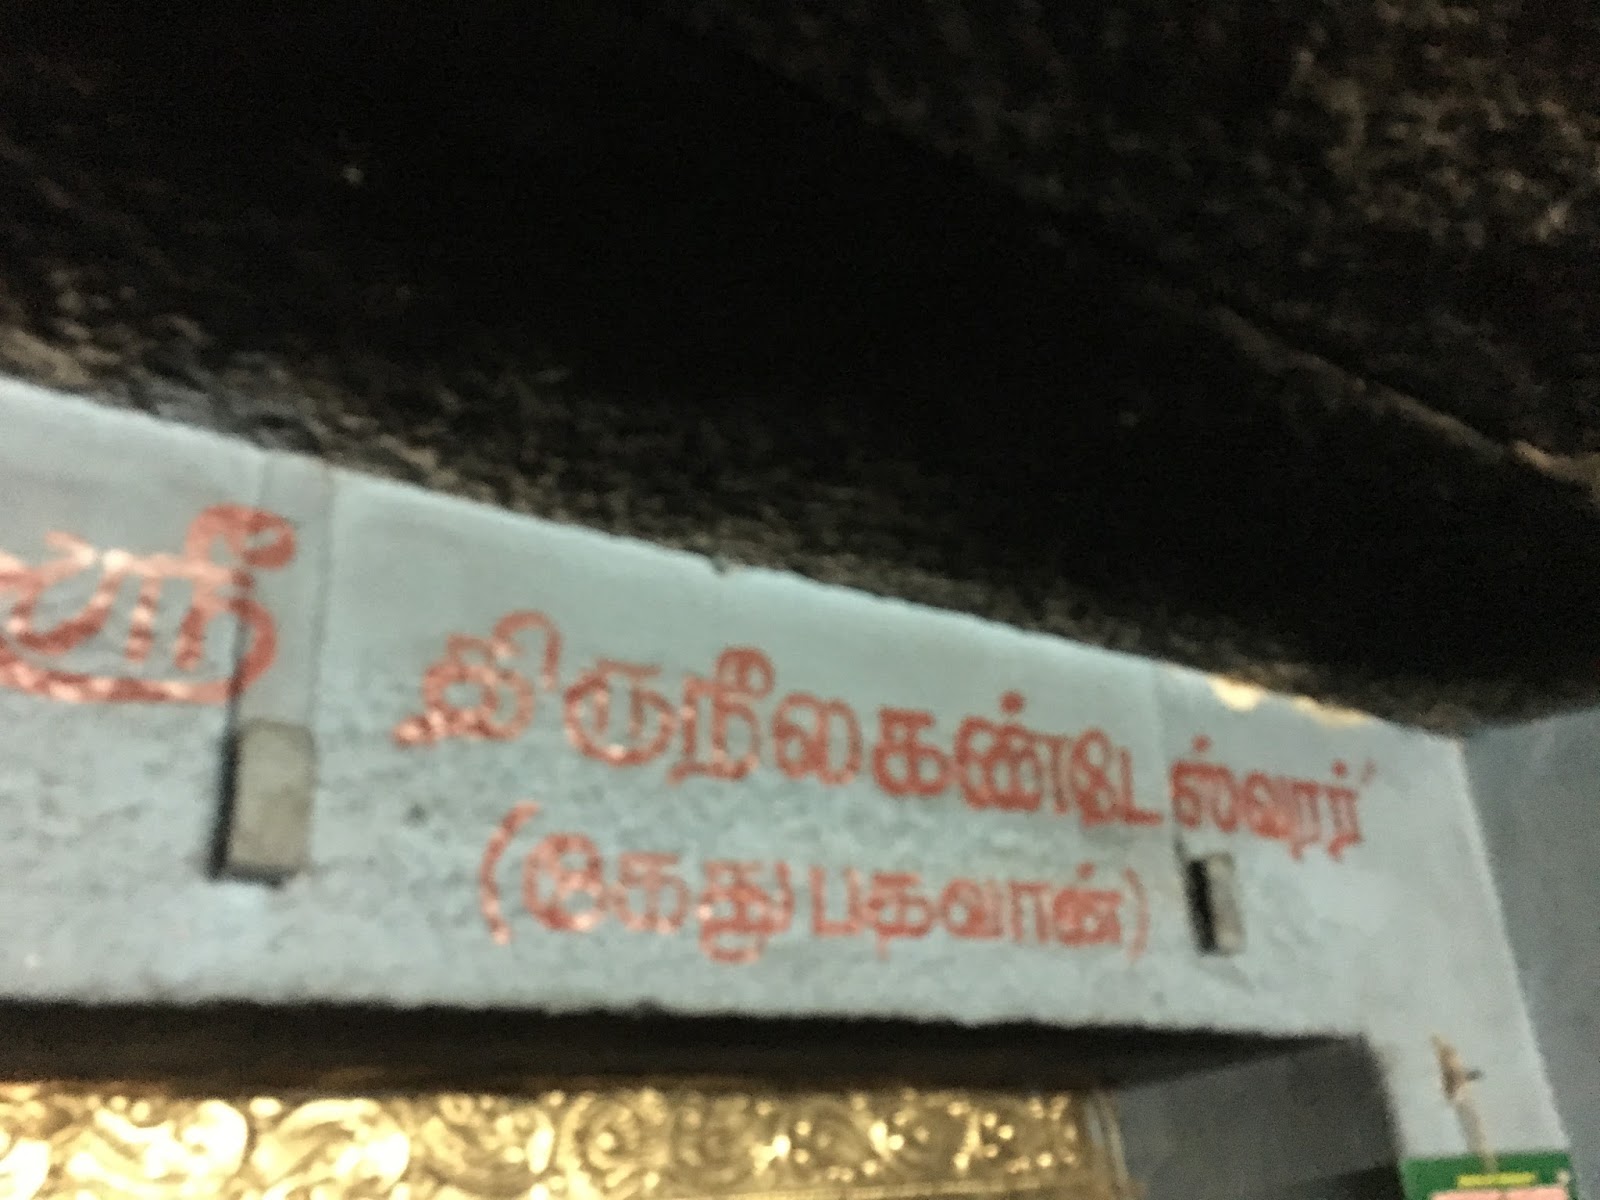 ஸ்ரீ திருநீலகண்டேஸ்வரர்
(கேது பகவான்)